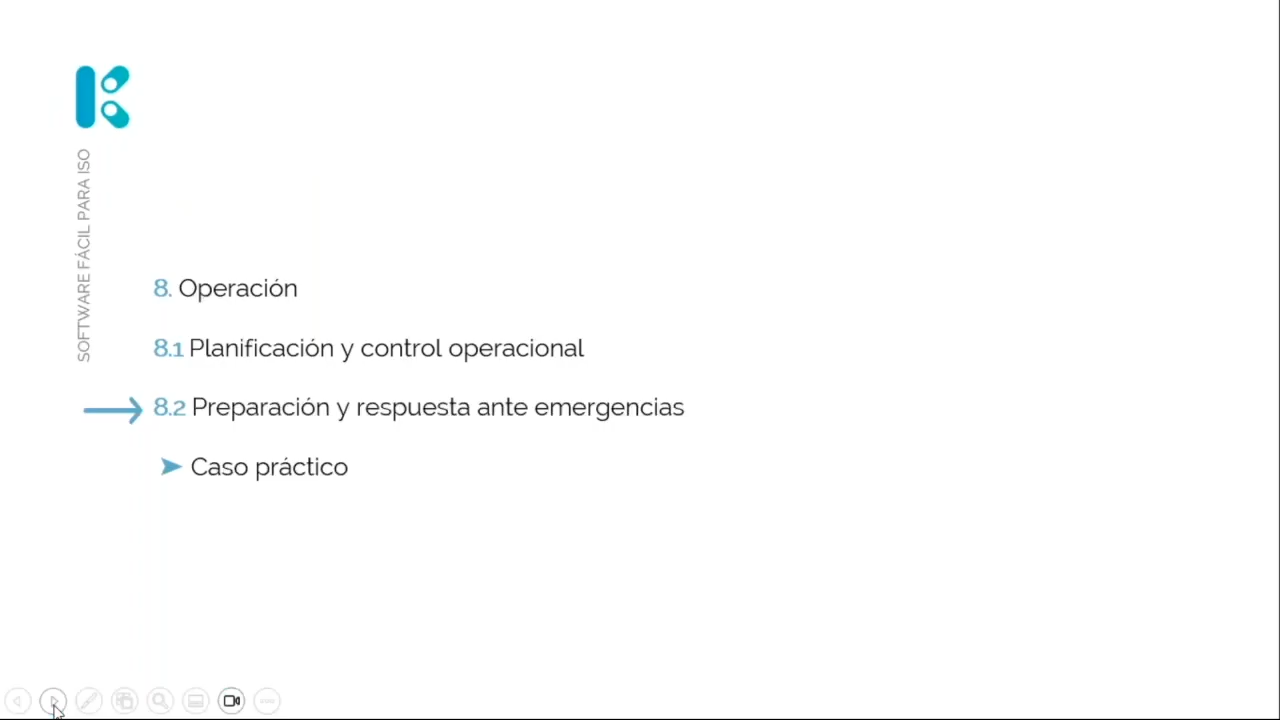 SOFTWARE FÁCIL PARA ISO
8. Operación
8.1 Planificación y control operacional
8.2 Preparación y respuesta ante emergencias
Caso práctico